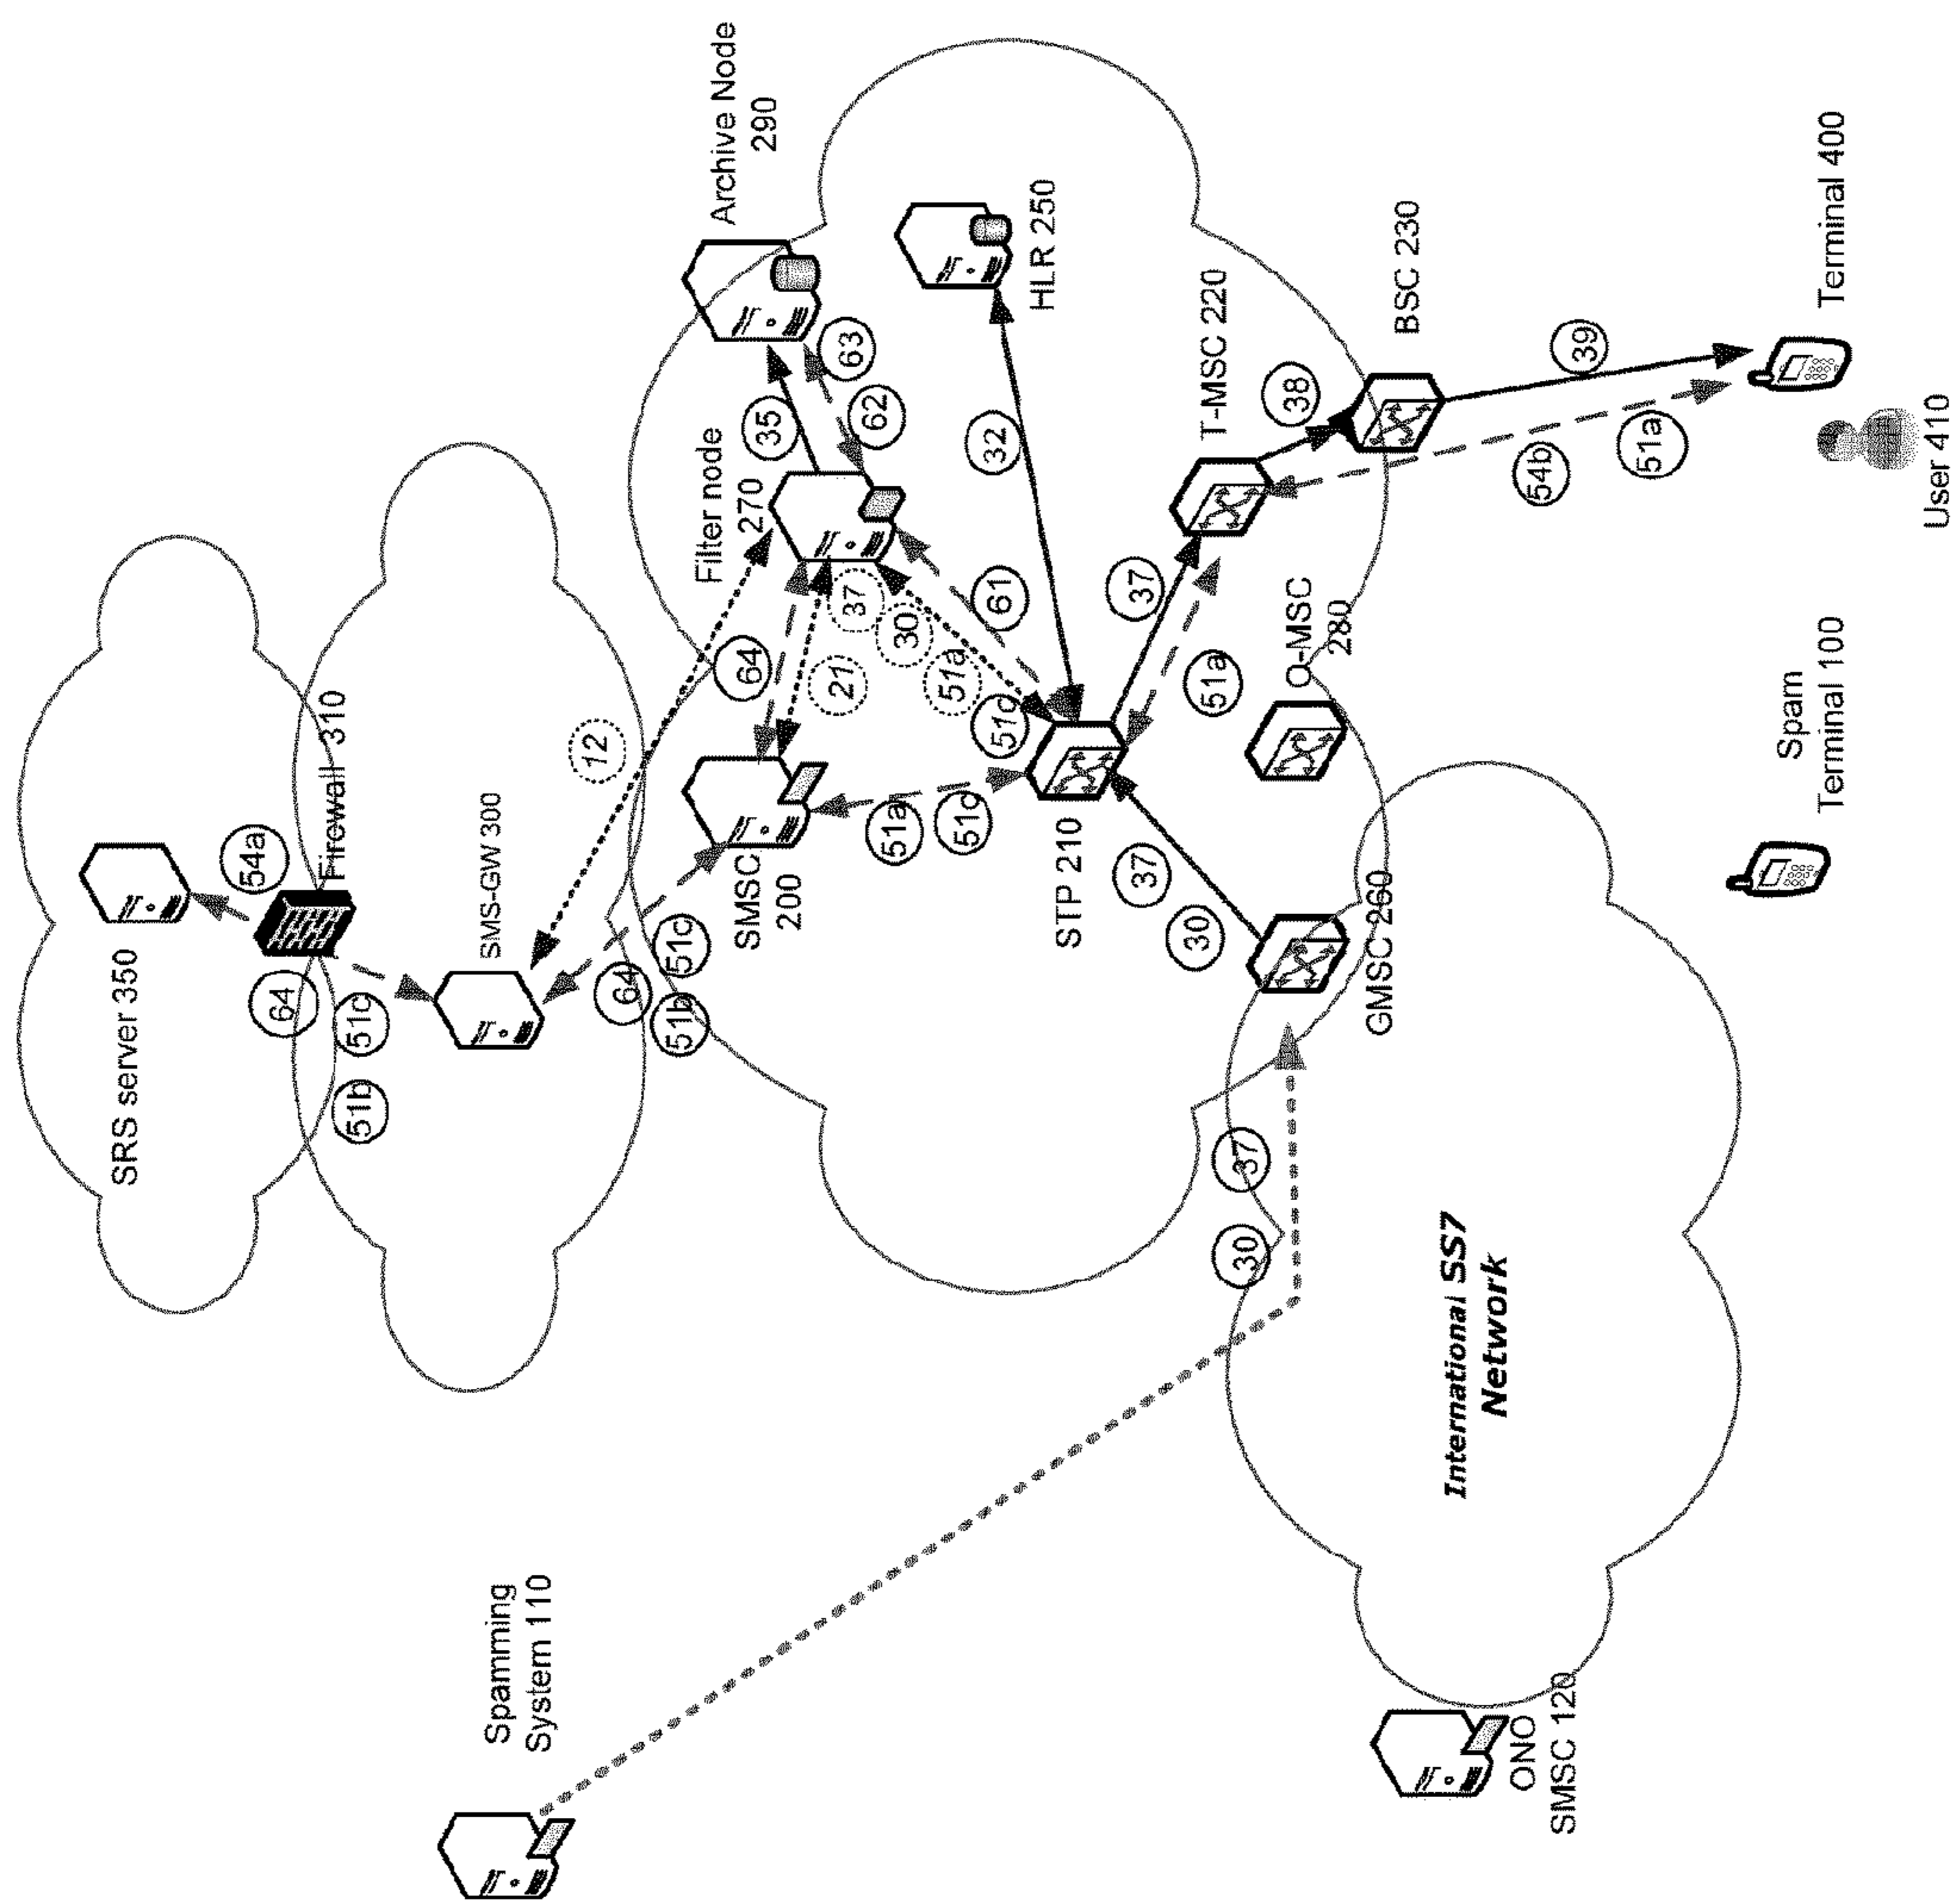 Spamming
System 110
ONO
SMSC 120
International SS7
Network
SRS server 350
Firewall 310
SMS-GW 300
SMSC
200
STP 210
GMSC 260
O-MSC
280
Spam
Terminal 100
Filter node
270
Archive Node
290
HLR 250
T-MSC 220
BSC 230
Terminal 400
User 410
54a
64
51c
51b
12
64
51c
51b
64
21
37
30
51a
51c
61
35
62
63
32
51a
51c
37
30
37
30
37
51a
38
39
54b
51a